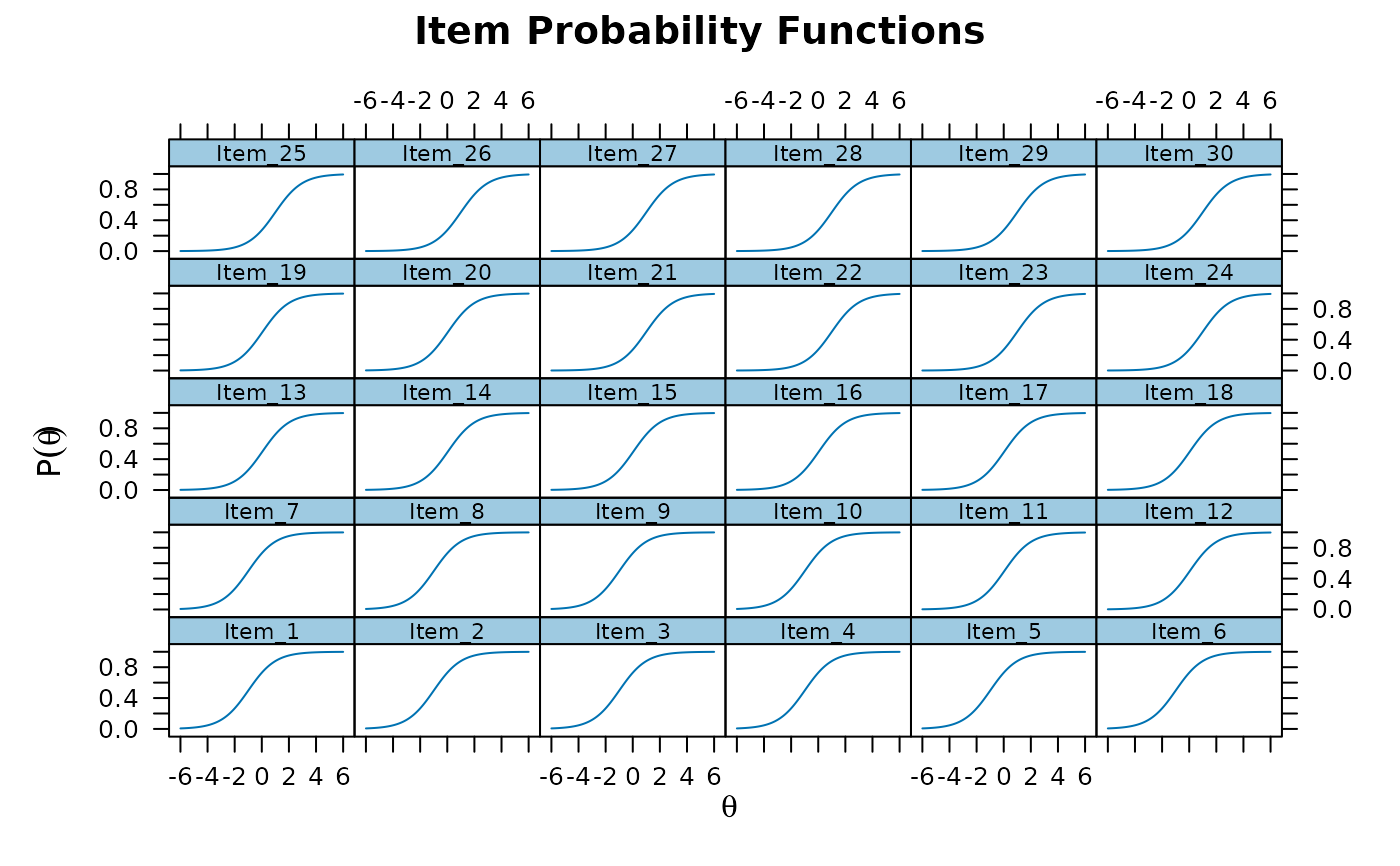 Item Probability Functions
-6 -4 -2 0 2 4 6 -6 -4 -2 0 2 4 6 -6 -4 -2 0 2 4 6
Item_25 Item_26 Item_27 Item_28 Item_29 Item_30
0.8
0.4
0.0
Item_19 Item_20 Item_21 Item_22 Item_23 Item_24
0.8
0.4
0.0
Item_13 Item_14 Item_15 Item_16 Item_17 Item_18
0.8
0.4
0.0
P(θ)
Item_7 Item_8 Item_9 Item_10 Item_11 Item_12
0.8
0.4
0.0
Item_1 Item_2 Item_3 Item_4 Item_5 Item_6
0.8
0.4
0.0
-6 -4 -2 0 2 4 6 -6 -4 -2 0 2 4 6 -6 -4 -2 0 2 4 6
θ